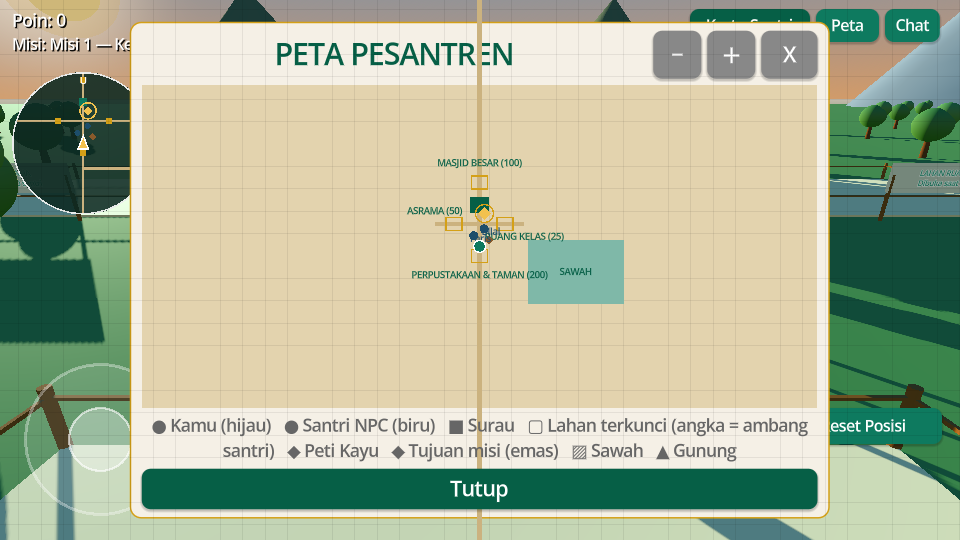 Poin: 0
Misi: Misi 1 — Ke
Peta
Chat
PETA PESANTREN
−
+
X
MASJID BESAR (100)
ASRAMA (50)
RUANG KELAS (25)
PERPUSTAKAAN & TAMAN (200)
SAWAH
● Kamu (hijau) ● Santri NPC (biru) ■ Surau ▢ Lahan terkunci (angka = ambang
santri) ◆ Peti Kayu ◆ Tujuan misi (emas) ▨ Sawah ▲ Gunung
eset Posisi
Tutup